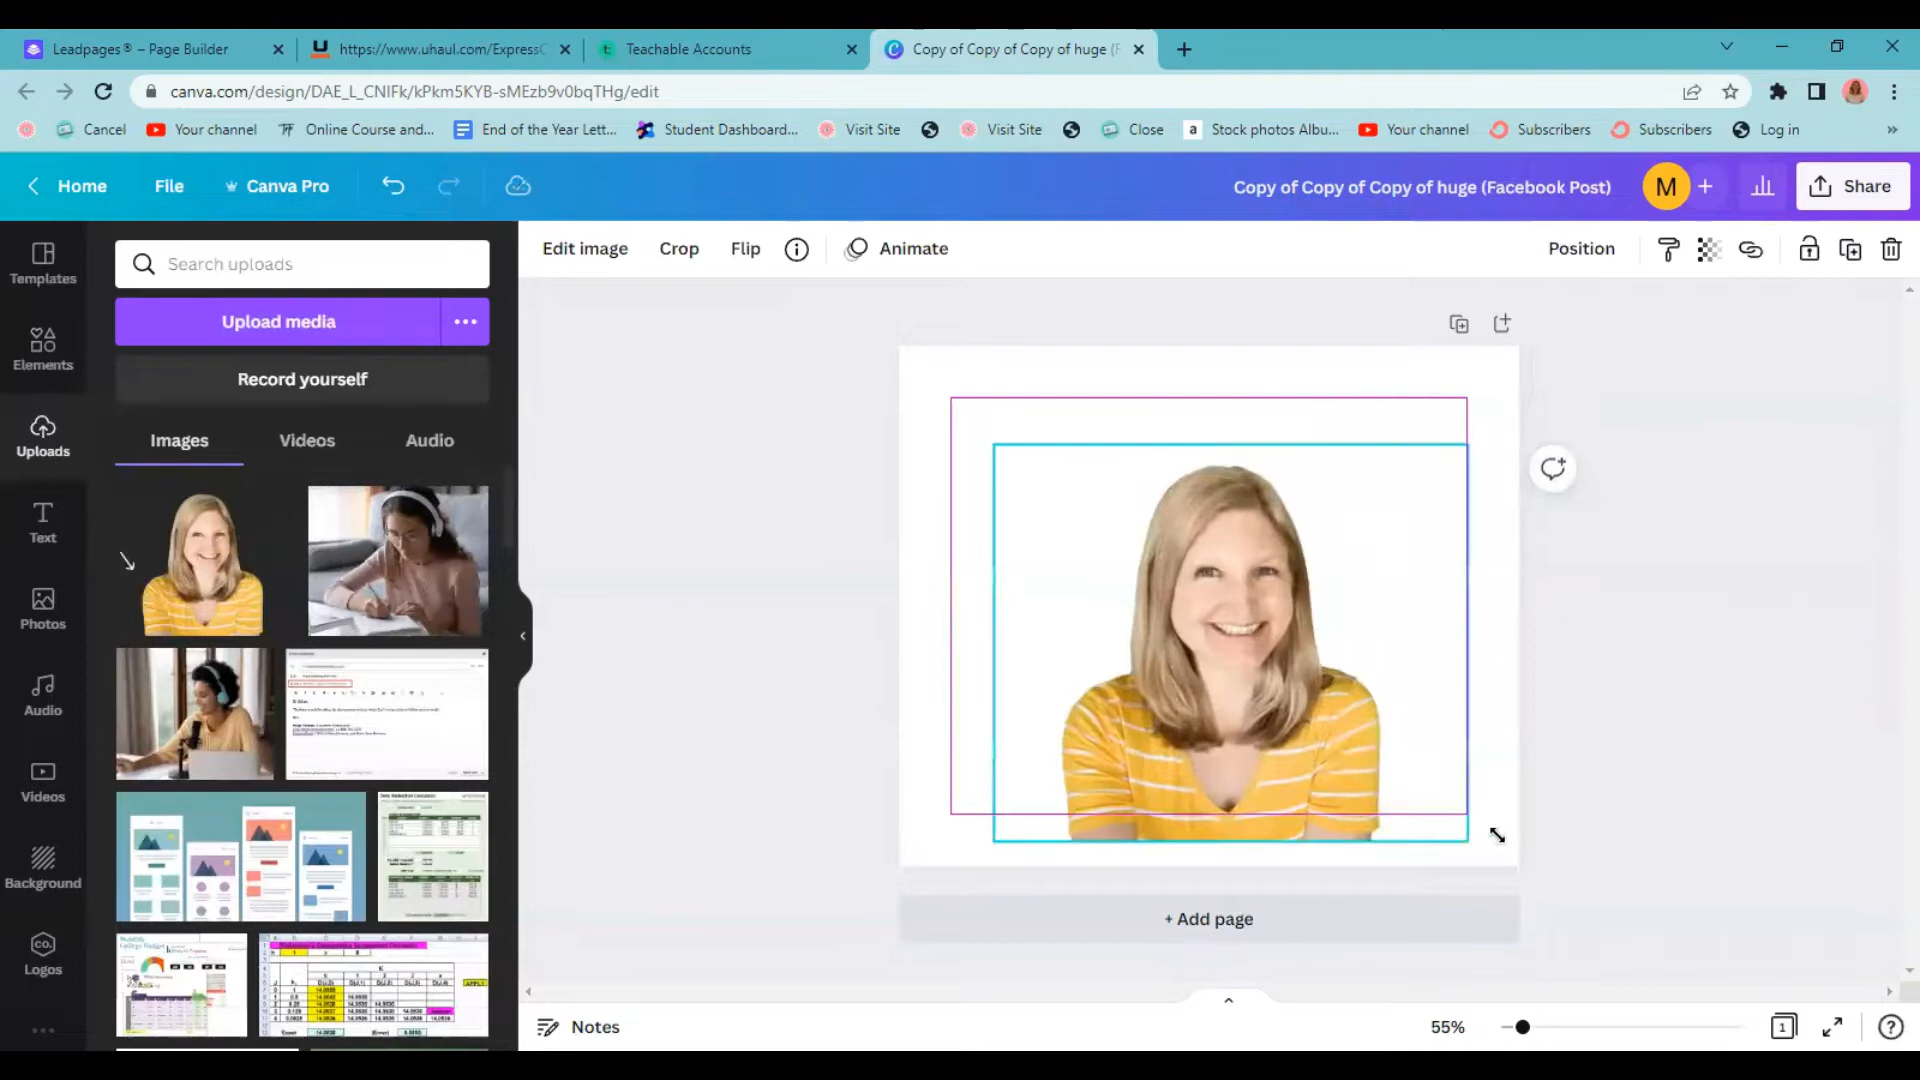 Leadpages® – Page Builder
https://www.uhaul.com/ExpressC
Teachable Accounts
Copy of Copy of Copy of huge (F
canva.com/design/DAE_L_CNIFk/kPkm5KYB-sMEzb9v0bqTHg/edit
Cancel
Your channel
Online Course and...
End of the Year Lett...
Student Dashboard...
Visit Site
Visit Site
Close
a
Stock photos Albu...
Your channel
Subscribers
Subscribers
Log in
»
Home
File
Canva Pro
Copy of Copy of Copy of huge (Facebook Post)
M
+
Share
Templates
Elements
Uploads
Text
Photos
Audio
Videos
Background
CO.
Logos
Search uploads
Upload media
Record yourself
Images
Videos
Audio
Edit image
Crop
Flip
Animate
Position
+ Add page
Notes
55%
1
?